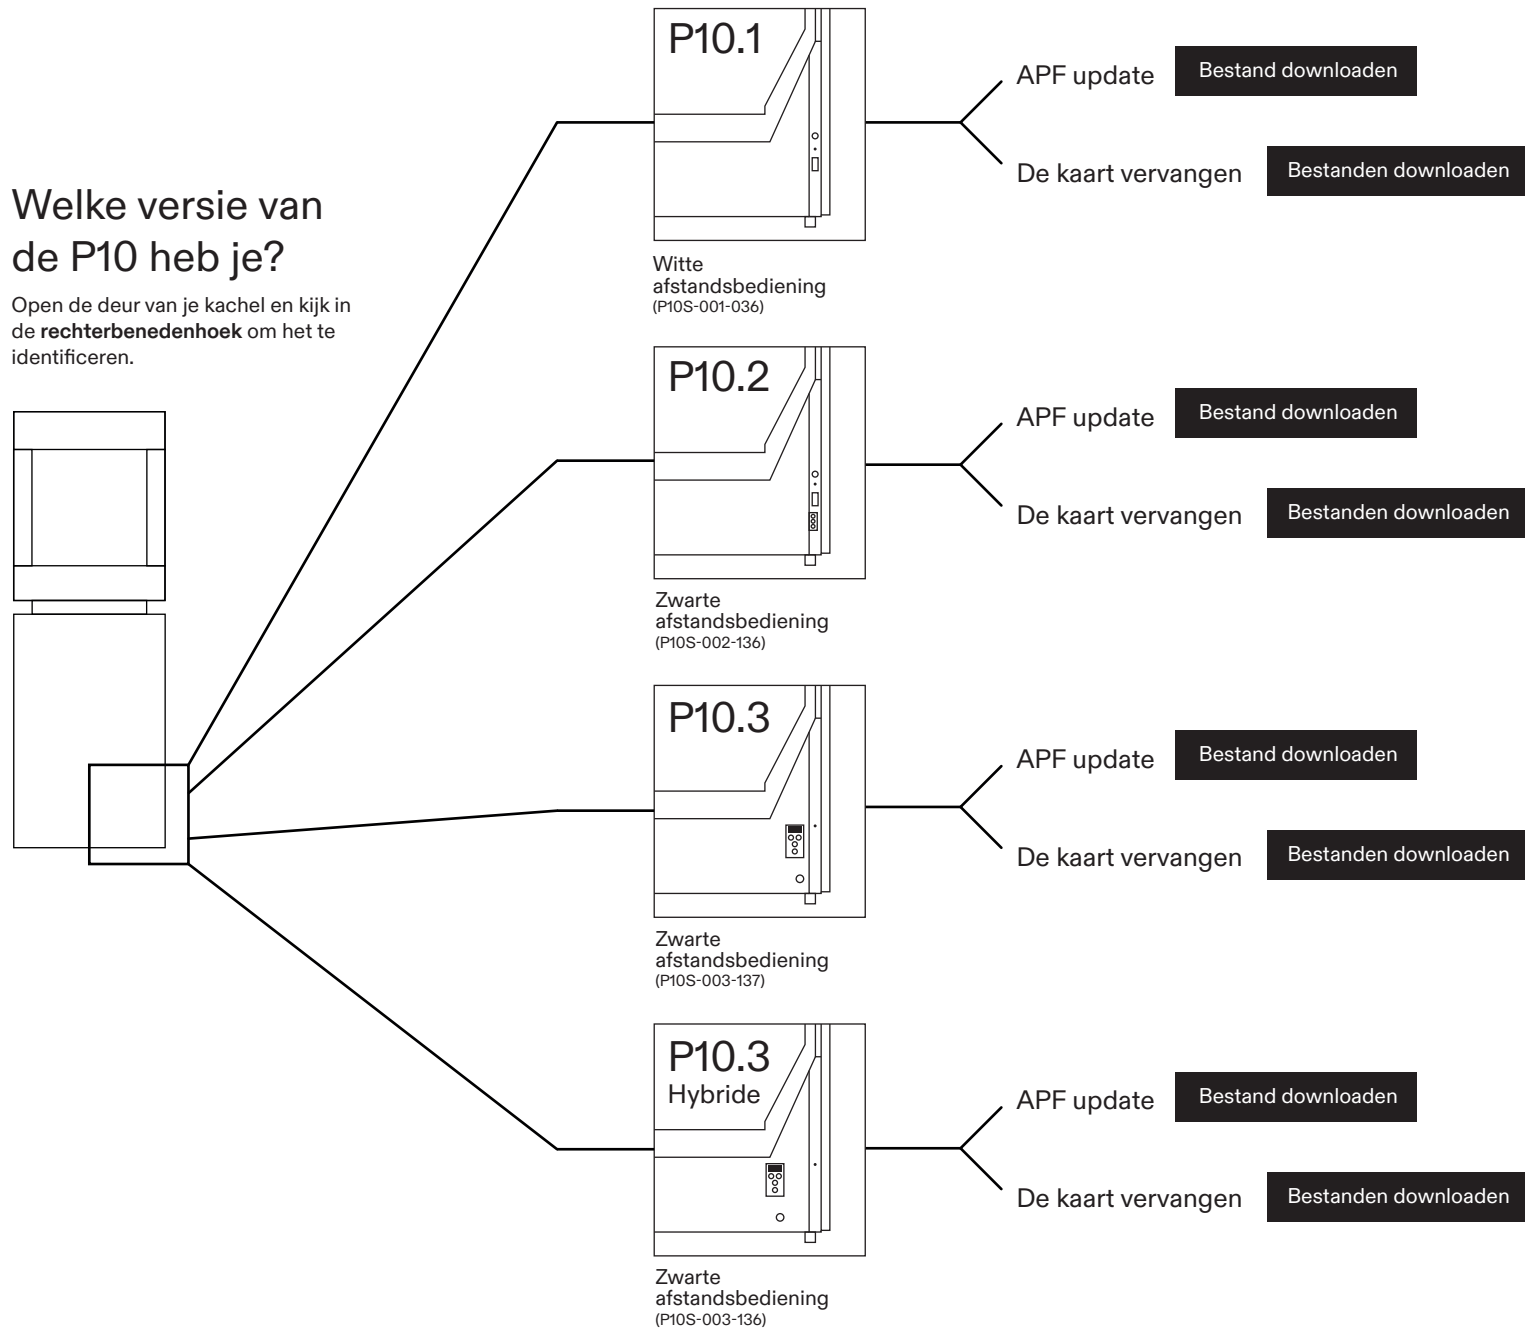 Welke versie van
de P10 heb je?
Open de deur van je kachel en kijk in
de rechterbenedenhoek om het te
identificeren.
P10.1
Witte
afstandsbediening
(P10S-001-036)
APF update
Bestand downloaden
De kaart vervangen
Bestanden downloaden
P10.2
Zwarte
afstandsbediening
(P10S-002-136)
APF update
Bestand downloaden
De kaart vervangen
Bestanden downloaden
P10.3
Zwarte
afstandsbediening
(P10S-003-137)
APF update
Bestand downloaden
De kaart vervangen
Bestanden downloaden
P10.3
Hybride
Zwarte
afstandsbediening
(P10S-003-136)
APF update
Bestand downloaden
De kaart vervangen
Bestanden downloaden